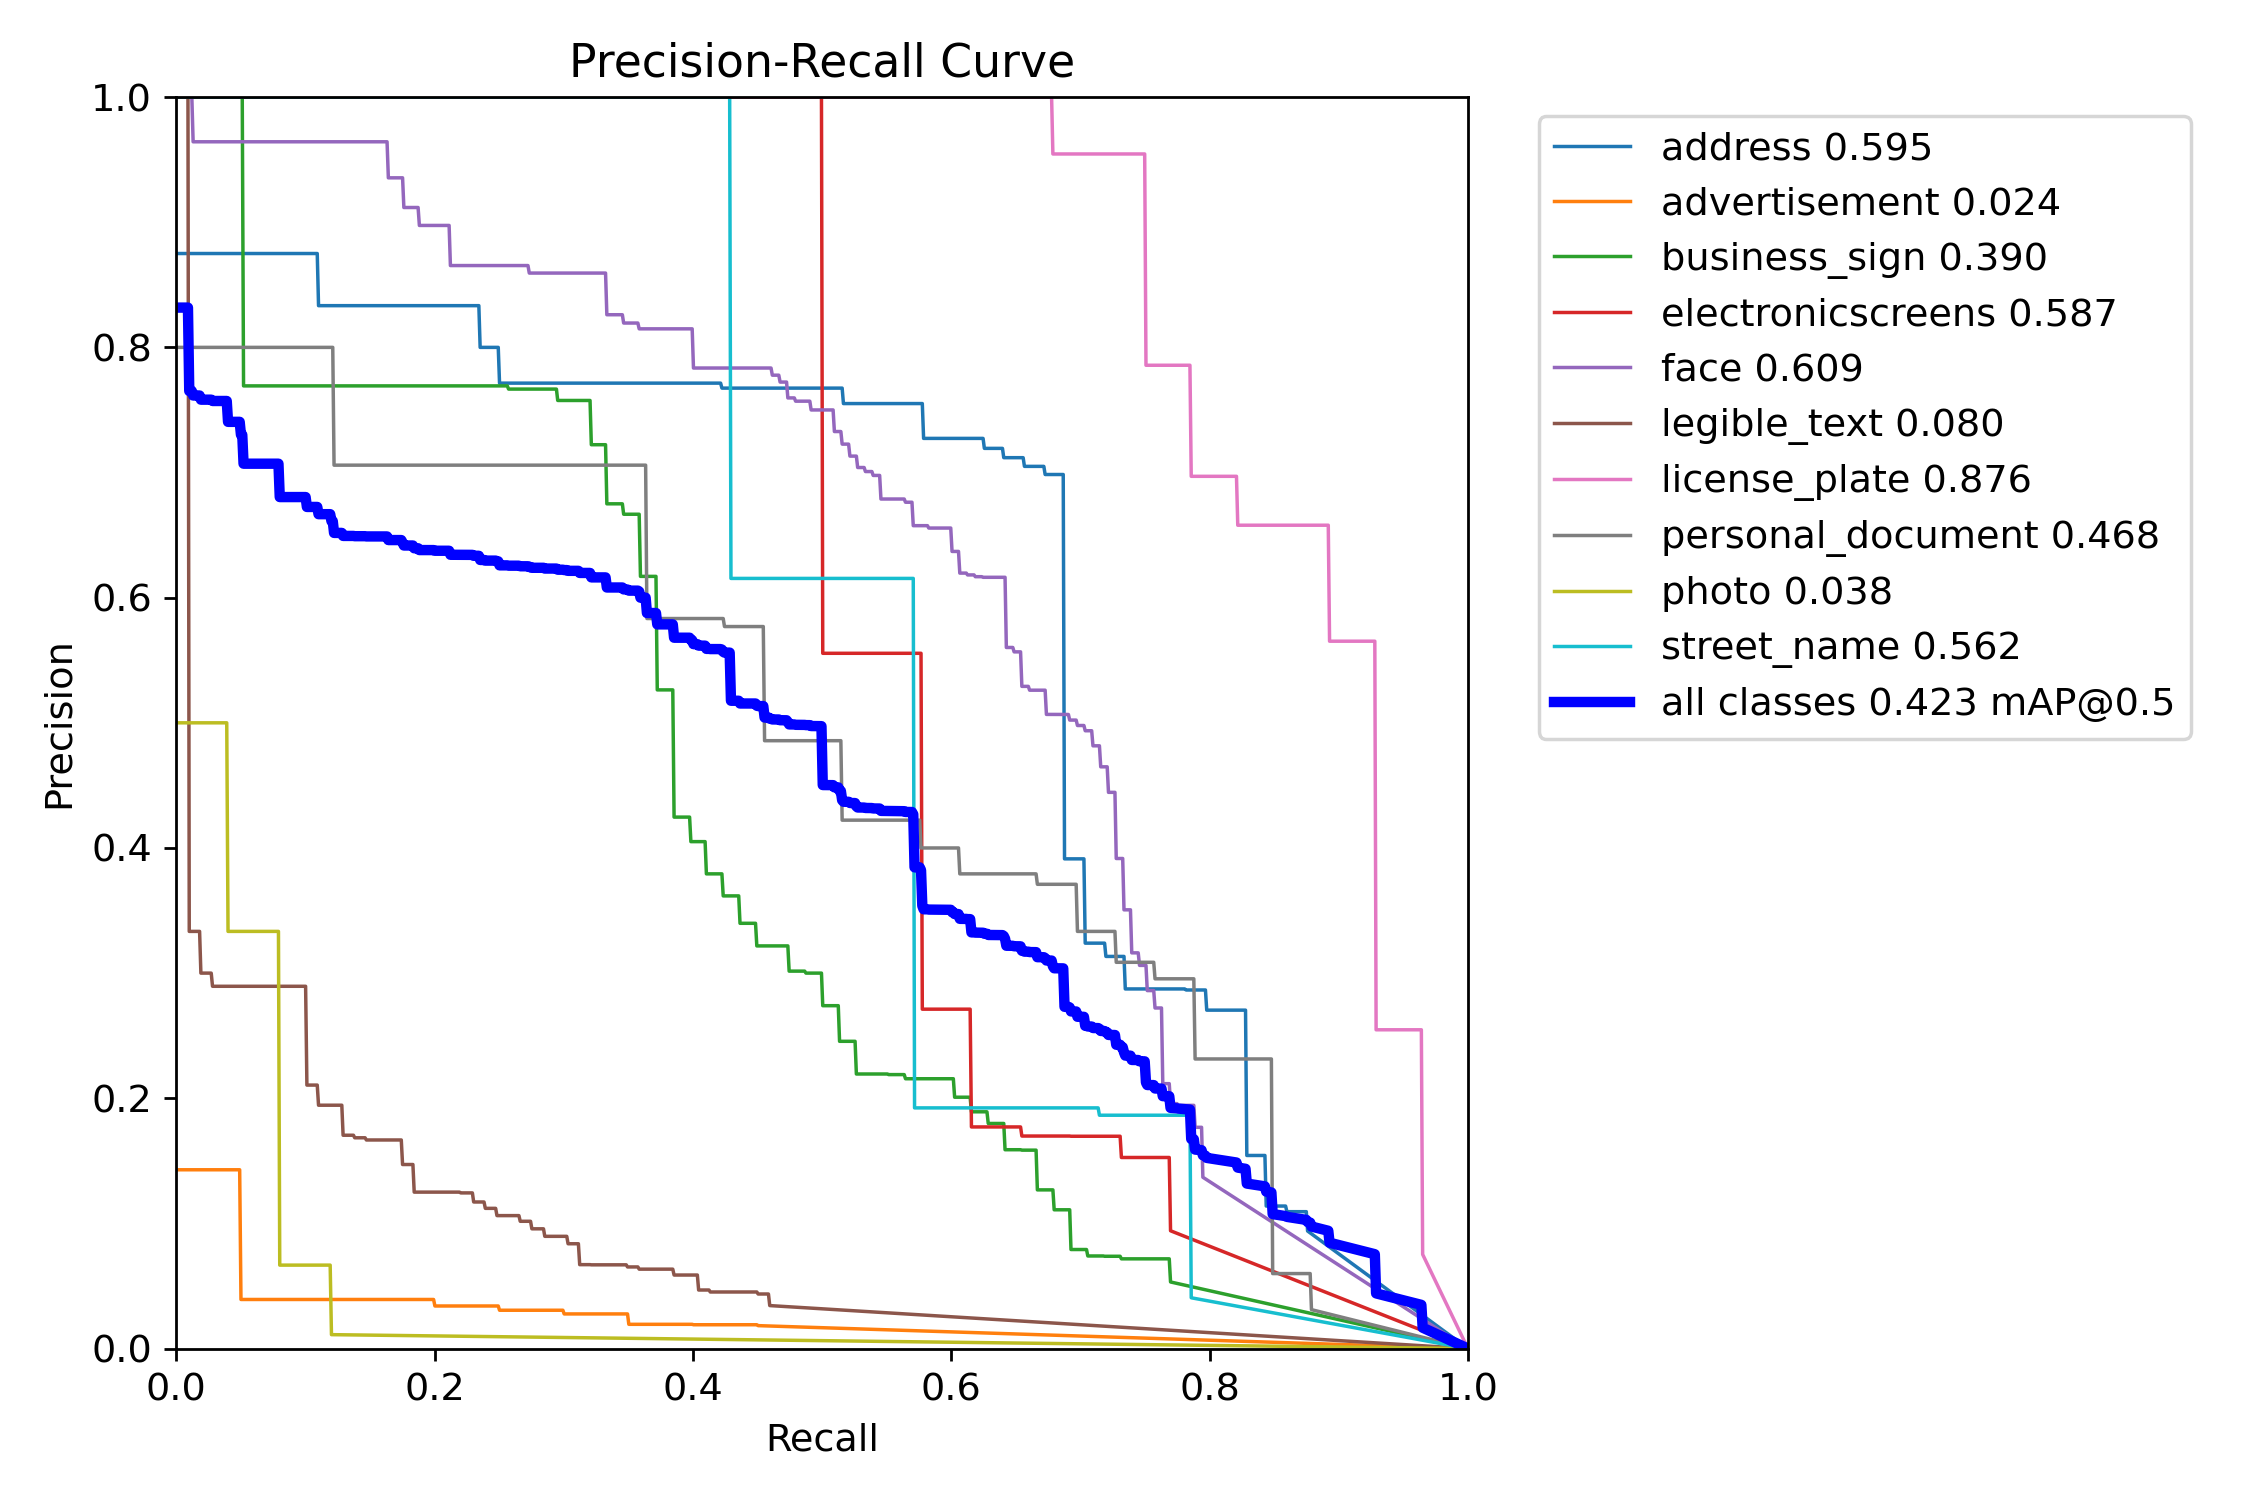 Precision-Recall Curve
1.0
0.8
0.6
0.4
0.2
0.0
Precision
0.0 0.2 0.4 0.6 0.8 1.0
Recall
address 0.595
advertisement 0.024
business_sign 0.390
electronicscreens 0.587
face 0.609
legible_text 0.080
license_plate 0.876
personal_document 0.468
photo 0.038
street_name 0.562
all classes 0.423 mAP@0.5